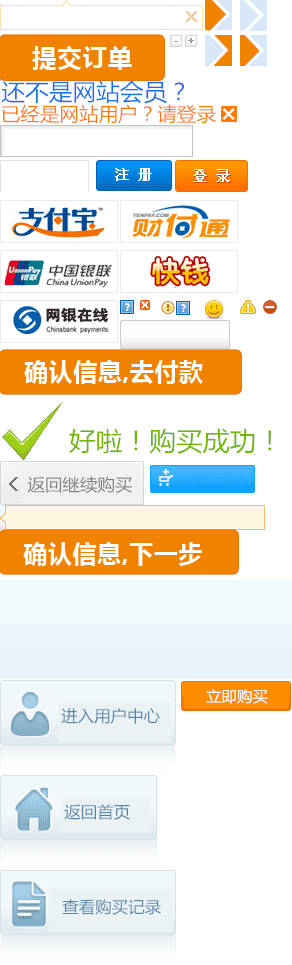 提交订单
还不是网站会员？
已经是网站用户？请登录
注 册
登 录
支付宝
TENPAY.COM
财付通
UnionPay
银联
中国银联
China UnionPay
快钱
网银在线
Chinabank payments
确认信息,去付款
好啦！购买成功！
返回继续购买
确认信息,下一步
进入用户中心
立即购买
返回首页
查看购买记录